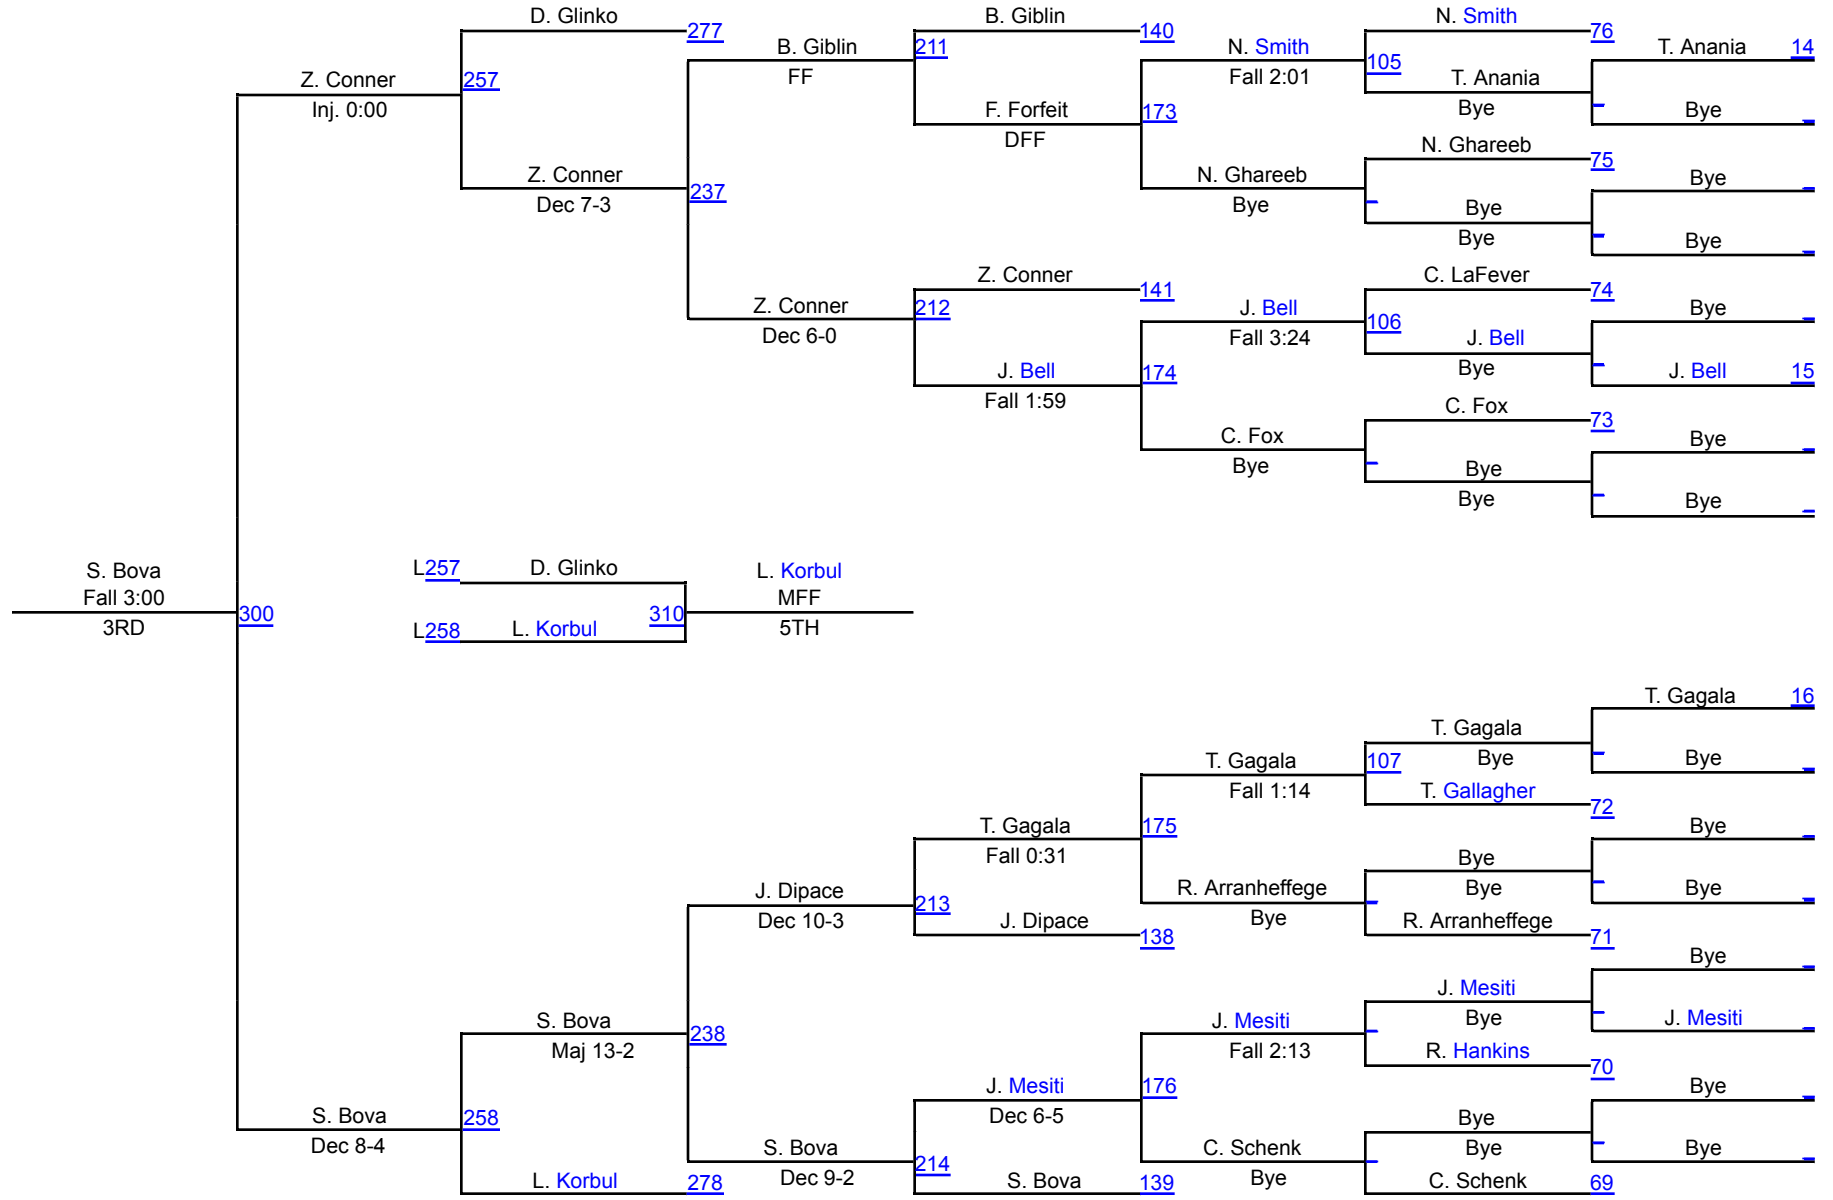 D. Glinko
277
B. Giblin
140
N. Smith
76
T. Anania 14
B. Giblin
FF
211
N. Smith
Fall 2:01
105
T. Anania
Bye
Bye
Z. Conner
Inj. 0:00
257
F. Forfeit
DFF
173
N. Ghareeb
75
Bye
Z. Conner
Dec 7-3
237
N. Ghareeb
Bye
Bye
Bye
Bye
Z. Conner
141
C. LaFever
74
Bye
Z. Conner
Dec 6-0
212
J. Bell
Fall 3:24
106
J. Bell
Bye
J. Bell 15
J. Bell
Fall 1:59
174
C. Fox
73
Bye
C. Fox
Bye
Bye
Bye
Bye
S. Bova
Fall 3:00
3RD
300
L257 D. Glinko
L258 L. Korbul
310
L. Korbul
MFF
5TH
T. Gagala 16
T. Gagala
Bye
Bye
T. Gagala
Fall 1:14
107
T. Gallagher
72
Bye
T. Gagala
Fall 0:31
175
Bye
Bye
Bye
R. Arranheffege
Bye
J. Dipace
Dec 10-3
213
J. Dipace
138
R. Arranheffege
71
Bye
J. Mesiti
Bye
J. Mesiti
S. Bova
Maj 13-2
238
J. Mesiti
Fall 2:13
R. Hankins
70
Bye
J. Mesiti
Dec 6-5
176
S. Bova
Dec 8-4
258
Bye
Bye
Bye
C. Schenk
Bye
S. Bova
Dec 9-2
214
L. Korbul
278
S. Bova
139
C. Schenk
69